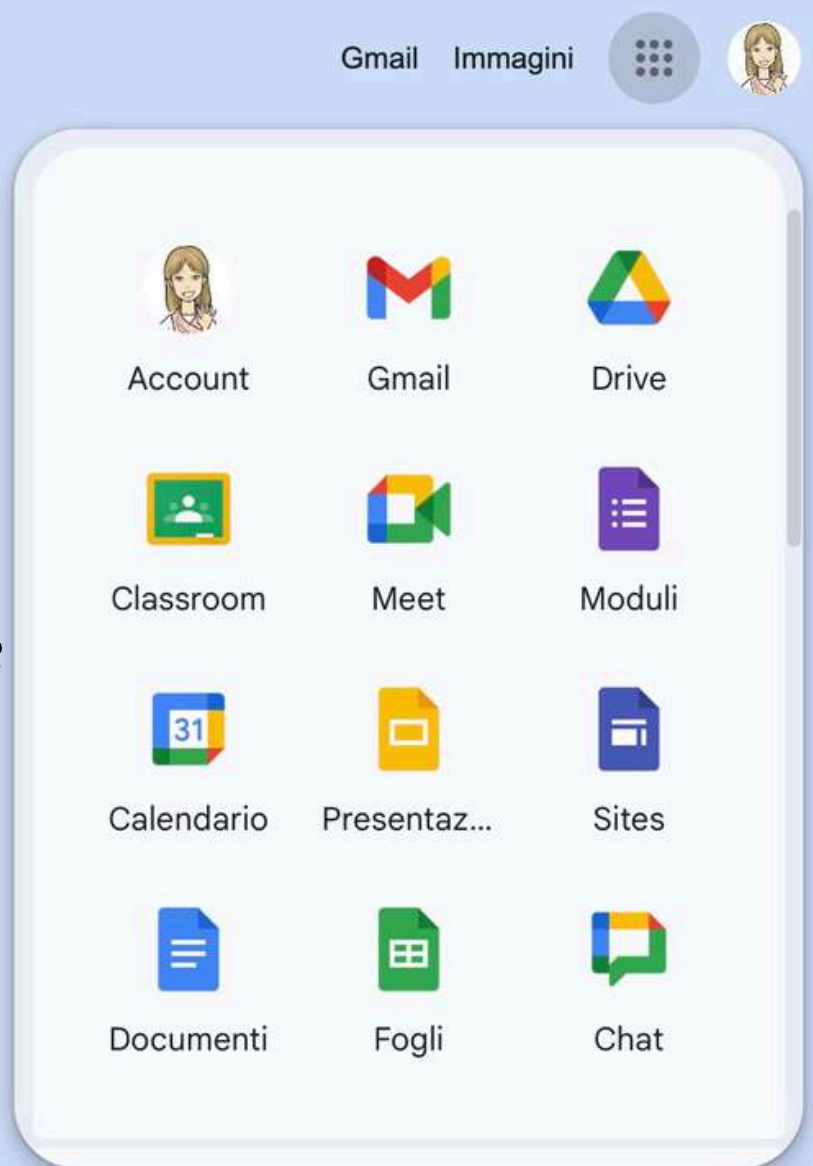 Gmail Immagini
Account Gmail Drive
Classroom Meet Moduli
31
Calendario Presentaz... Sites
Documenti Fogli Chat